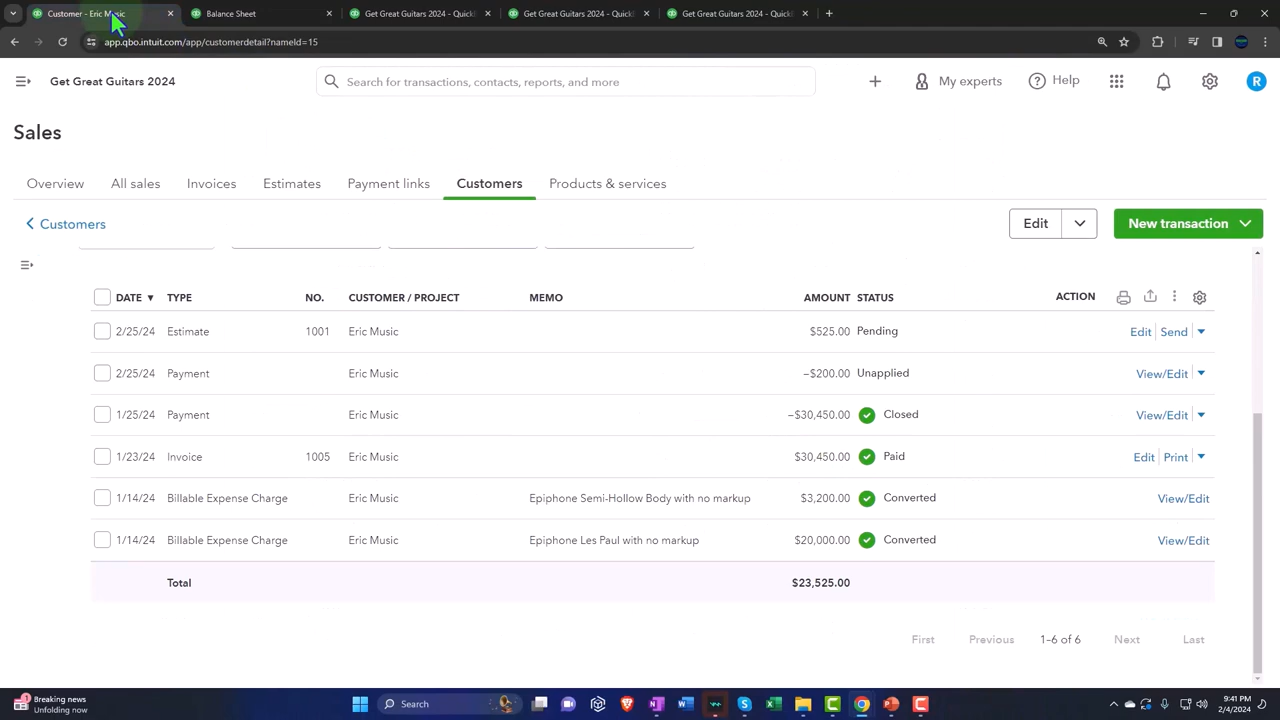 Customer - Eric Music
Balance Sheet
Get Great Guitars 2024 - QuickB
Get Great Guitars 2024 - QuickB
Get Great Guitars 2024 - QuickB
app.qbo.intuit.com/app/customerdetail?nameId=15
Get Great Guitars 2024
Search for transactions, contacts, reports, and more
My experts
Help
R
Sales
Overview
All sales
Invoices
Estimates
Payment links
Customers
Products & services
Customers
Edit
New transaction
DATE TYPE NO. CUSTOMER / PROJECT MEMO AMOUNT STATUS ACTION
2/25/24 Estimate 1001 Eric Music $525.00 Pending Edit Send
2/25/24 Payment Eric Music −$200.00 Unapplied View/Edit
1/25/24 Payment Eric Music −$30,450.00 Closed View/Edit
1/23/24 Invoice 1005 Eric Music $30,450.00 Paid Edit Print
1/14/24 Billable Expense Charge Eric Music Epiphone Semi-Hollow Body with no markup $3,200.00 Converted View/Edit
1/14/24 Billable Expense Charge Eric Music Epiphone Les Paul with no markup $20,000.00 Converted View/Edit
Total $23,525.00
First Previous 1–6 of 6 Next Last
1
Breaking news
Unfolding now
Search
9:41 PM
2/4/2024